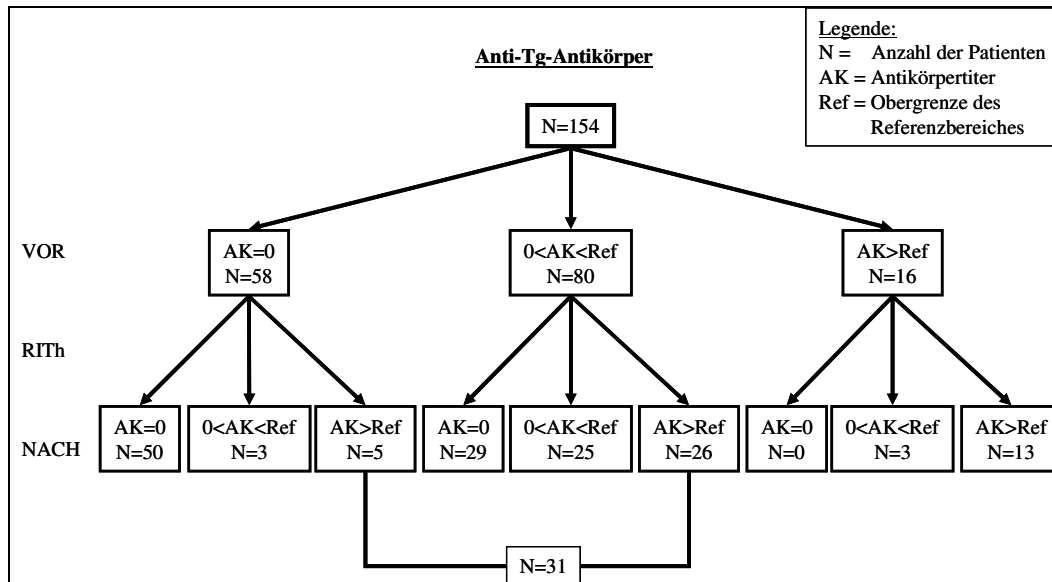 Legende:
N = Anzahl der Patienten
AK = Antikörpertiter
Ref = Obergrenze des
Referenzbereiches
Anti-Tg-Antikörper
N=154
VOR
AK=0
N=58
0<AK<Ref
N=80
AK>Ref
N=16
RITh
NACH
AK=0
N=50
0<AK<Ref
N=3
AK>Ref
N=5
AK=0
N=29
0<AK<Ref
N=25
AK>Ref
N=26
AK=0
N=0
0<AK<Ref
N=3
AK>Ref
N=13
N=31